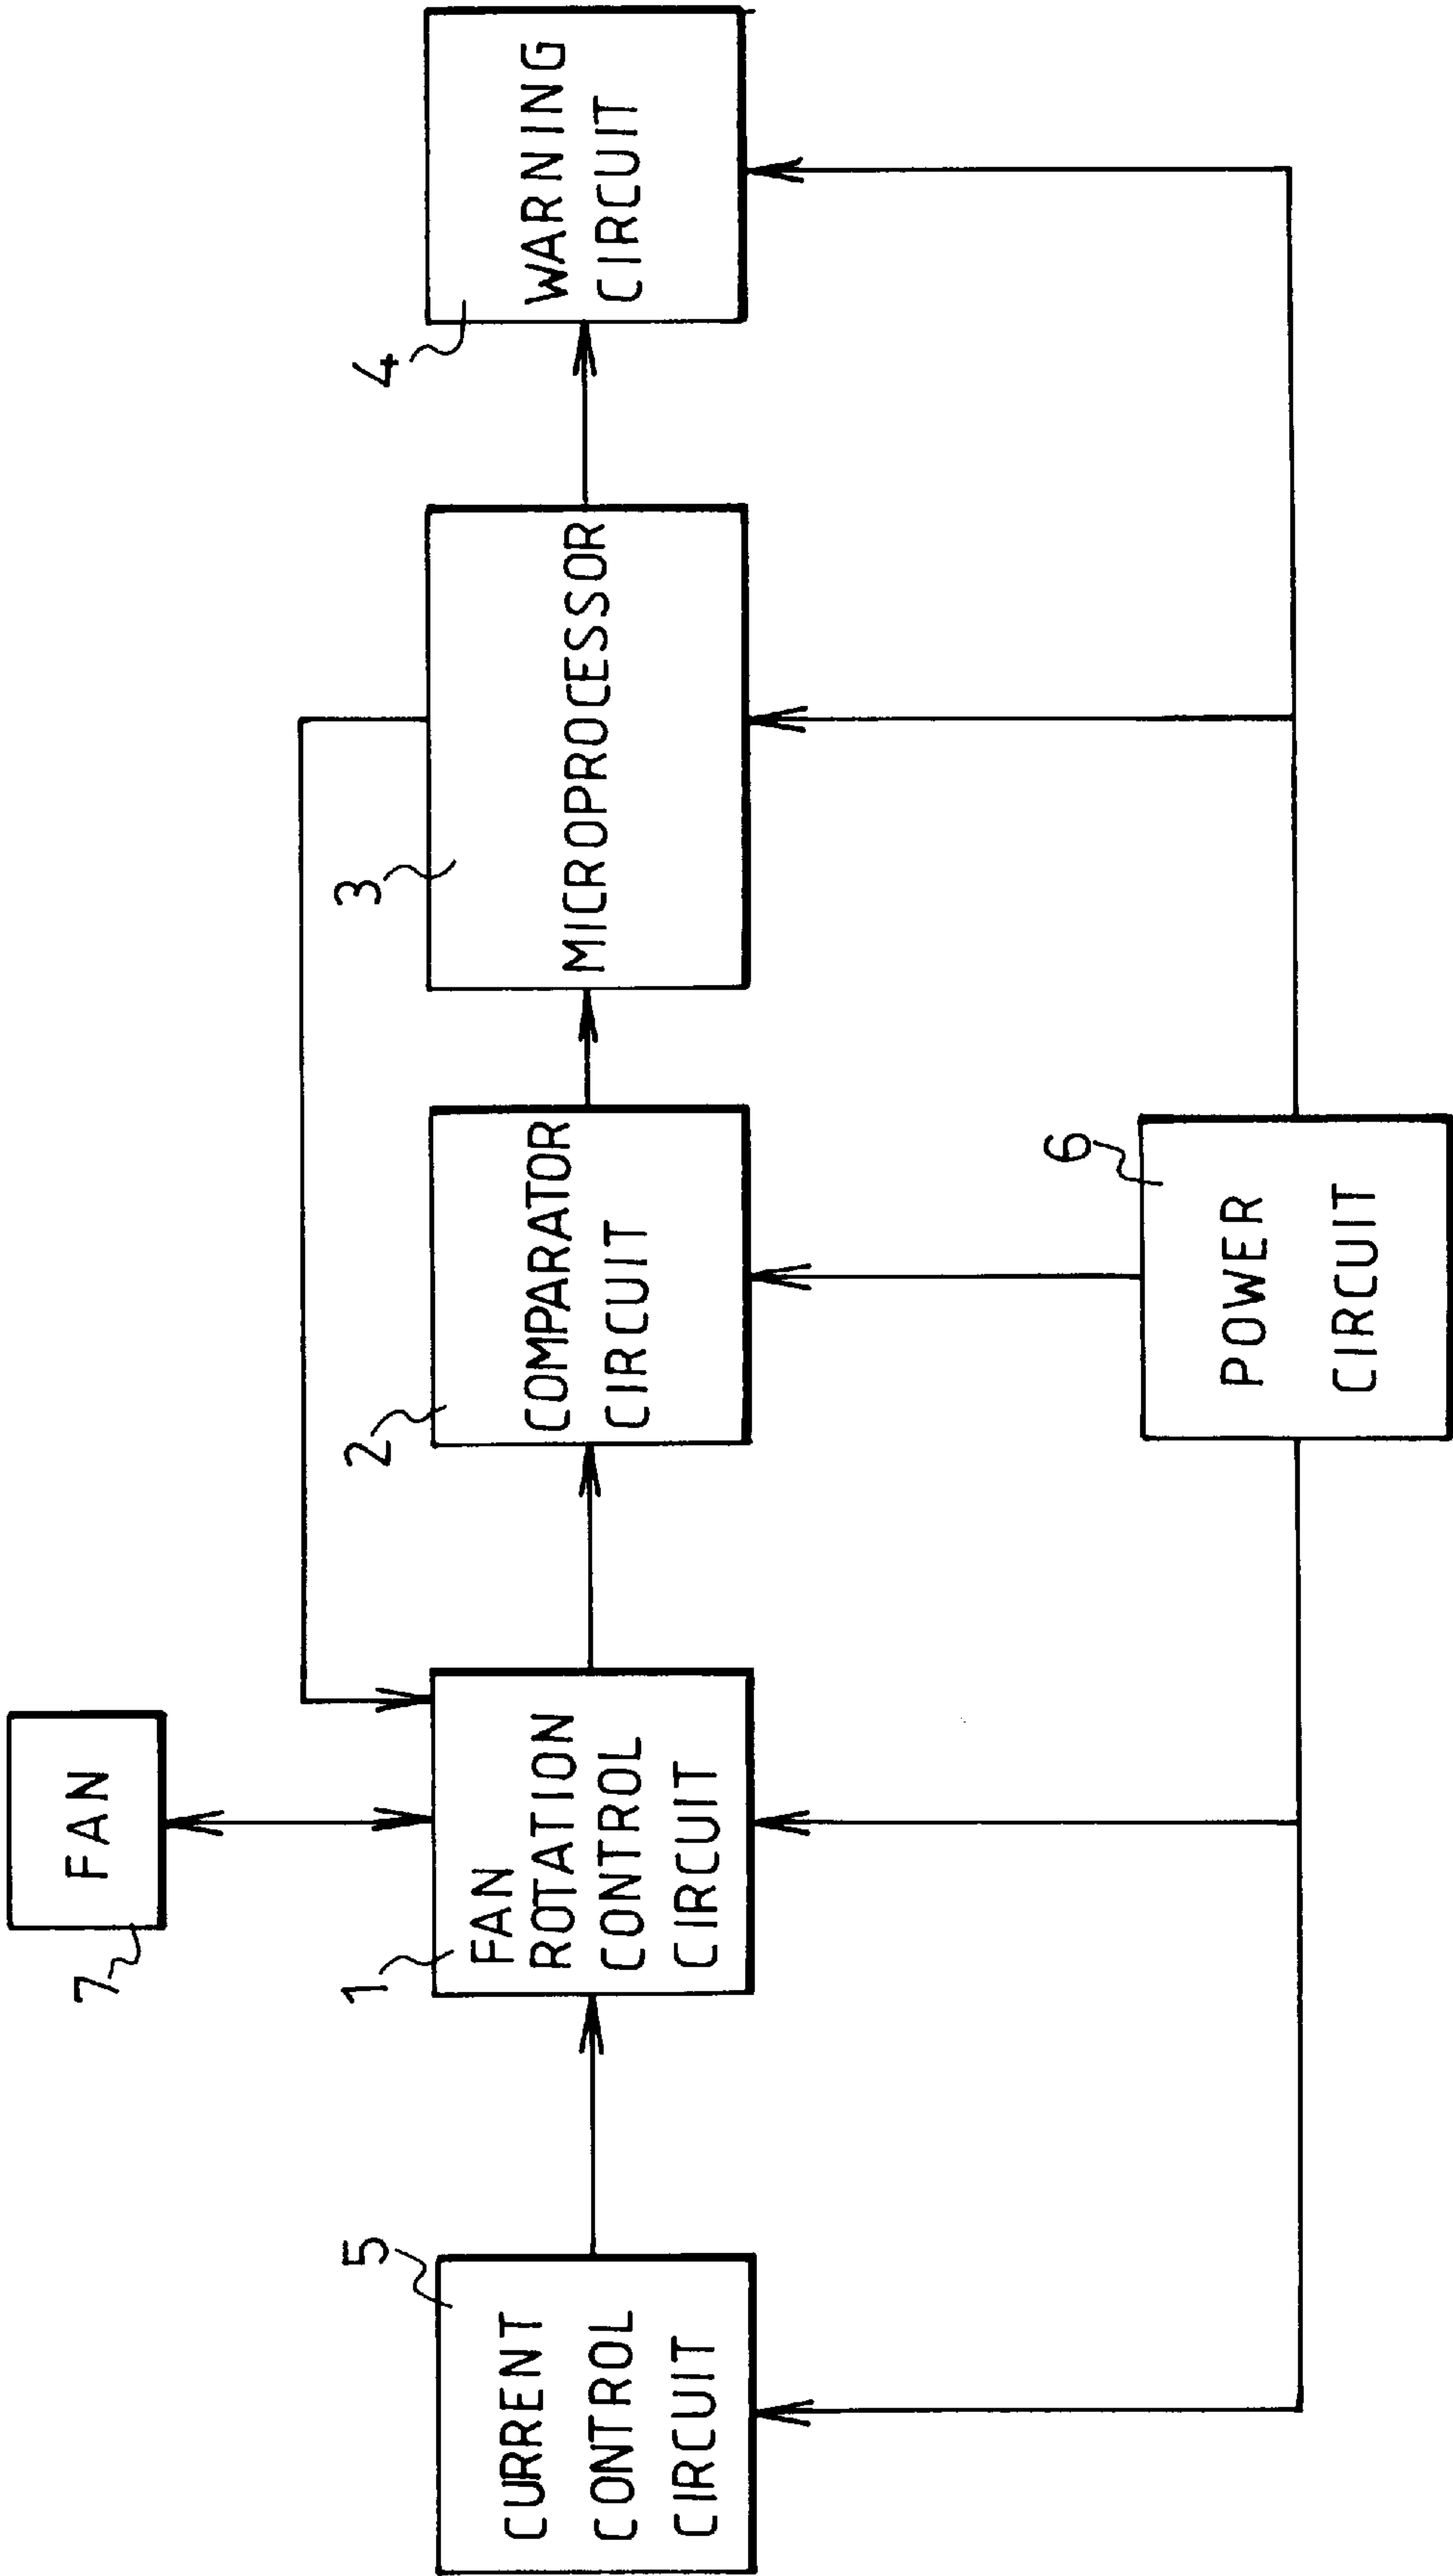 7
FAN
5
CURRENT
CONTROL
CIRCUIT
1
FAN
ROTATION
CONTROL
CIRCUIT
2
COMPARATOR
CIRCUIT
3
MICROPROCESSOR
4
WARNING
CIRCUIT
6
POWER
CIRCUIT